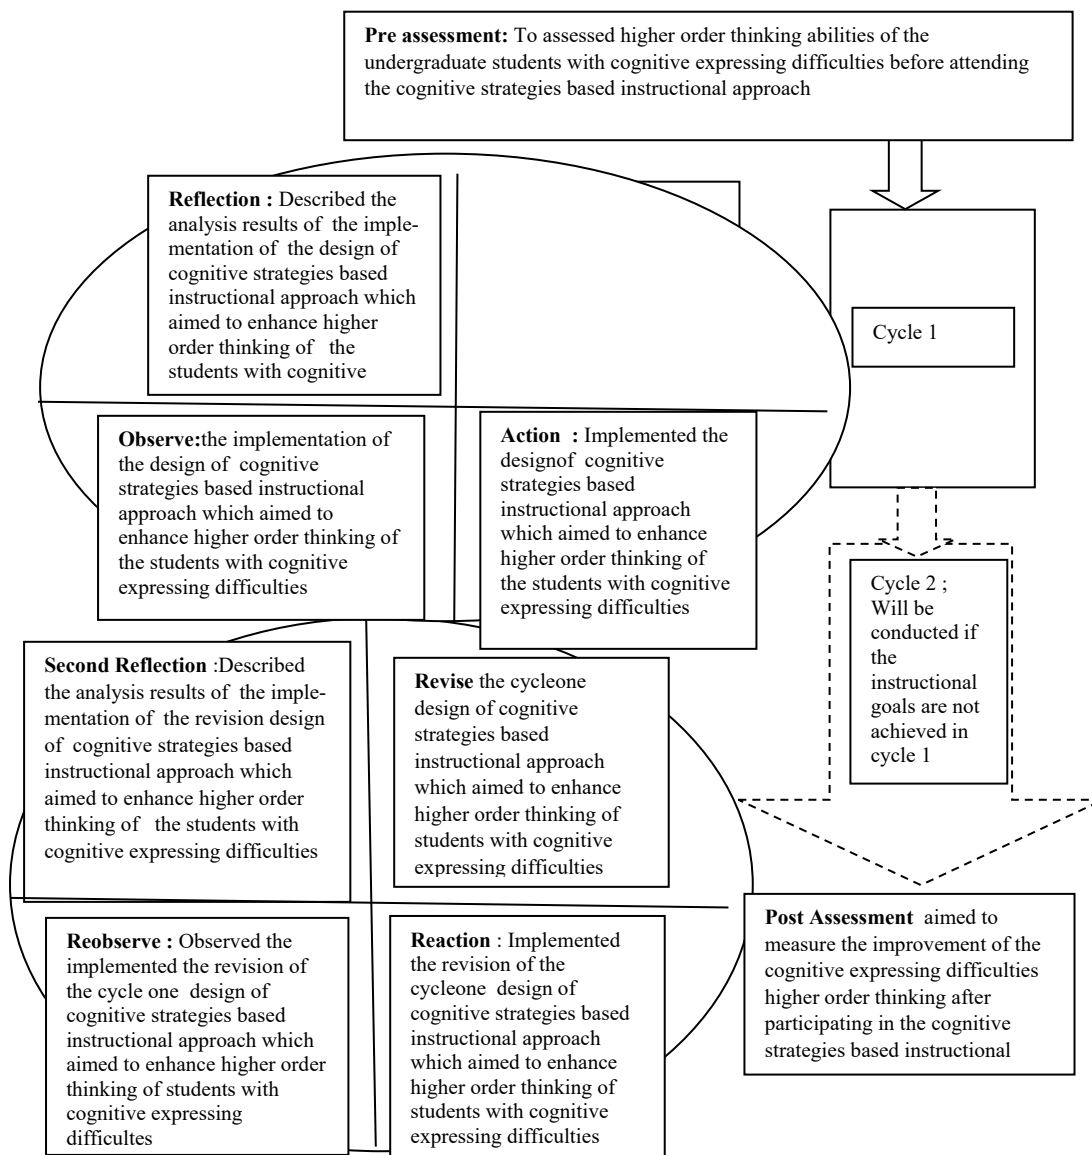 Pre assessment: To assessed higher order thinking abilities of the
undergraduate students with cognitive expressing difficulties before attending
the cognitive strategies based instructional approach
Reflection : Described the
analysis results of the imple-
mentation of the design of
cognitive strategies based
instructional approach which
aimed to enhance higher
order thinking of the
students with cognitive
Cycle 1
Observe:the implementation of
the design of cognitive
strategies based instructional
approach which aimed to
enhance higher order thinking of
the students with cognitive
expressing difficulties
Action : Implemented the
designof cognitive
strategies based
instructional approach
which aimed to enhance
higher order thinking of
the students with cognitive
expressing difficulties
Cycle 2 ;
Will be
conducted if
the
instructional
goals are not
achieved in
cycle 1
Second Reflection :Described
the analysis results of the imple-
mentation of the revision design
of cognitive strategies based
instructional approach which
aimed to enhance higher order
thinking of the students with
cognitive expressing difficulties
Revise the cycleone
design of cognitive
strategies based
instructional approach
which aimed to enhance
higher order thinking of
students with cognitive
expressing difficulties
Reobserve : Observed the
implemented the revision of
the cycle one design of
cognitive strategies based
instructional approach which
aimed to enhance higher order
thinking of students with
cognitive expressing
difficultes
Reaction : Implemented
the revision of the
cycleone design of
cognitive strategies based
instructional approach
which aimed to enhance
higher order thinking of
students with cognitive
expressing difficulties
Post Assessment aimed to
measure the improvement of the
cognitive expressing difficulties
higher order thinking after
participating in the cognitive
strategies based instructional